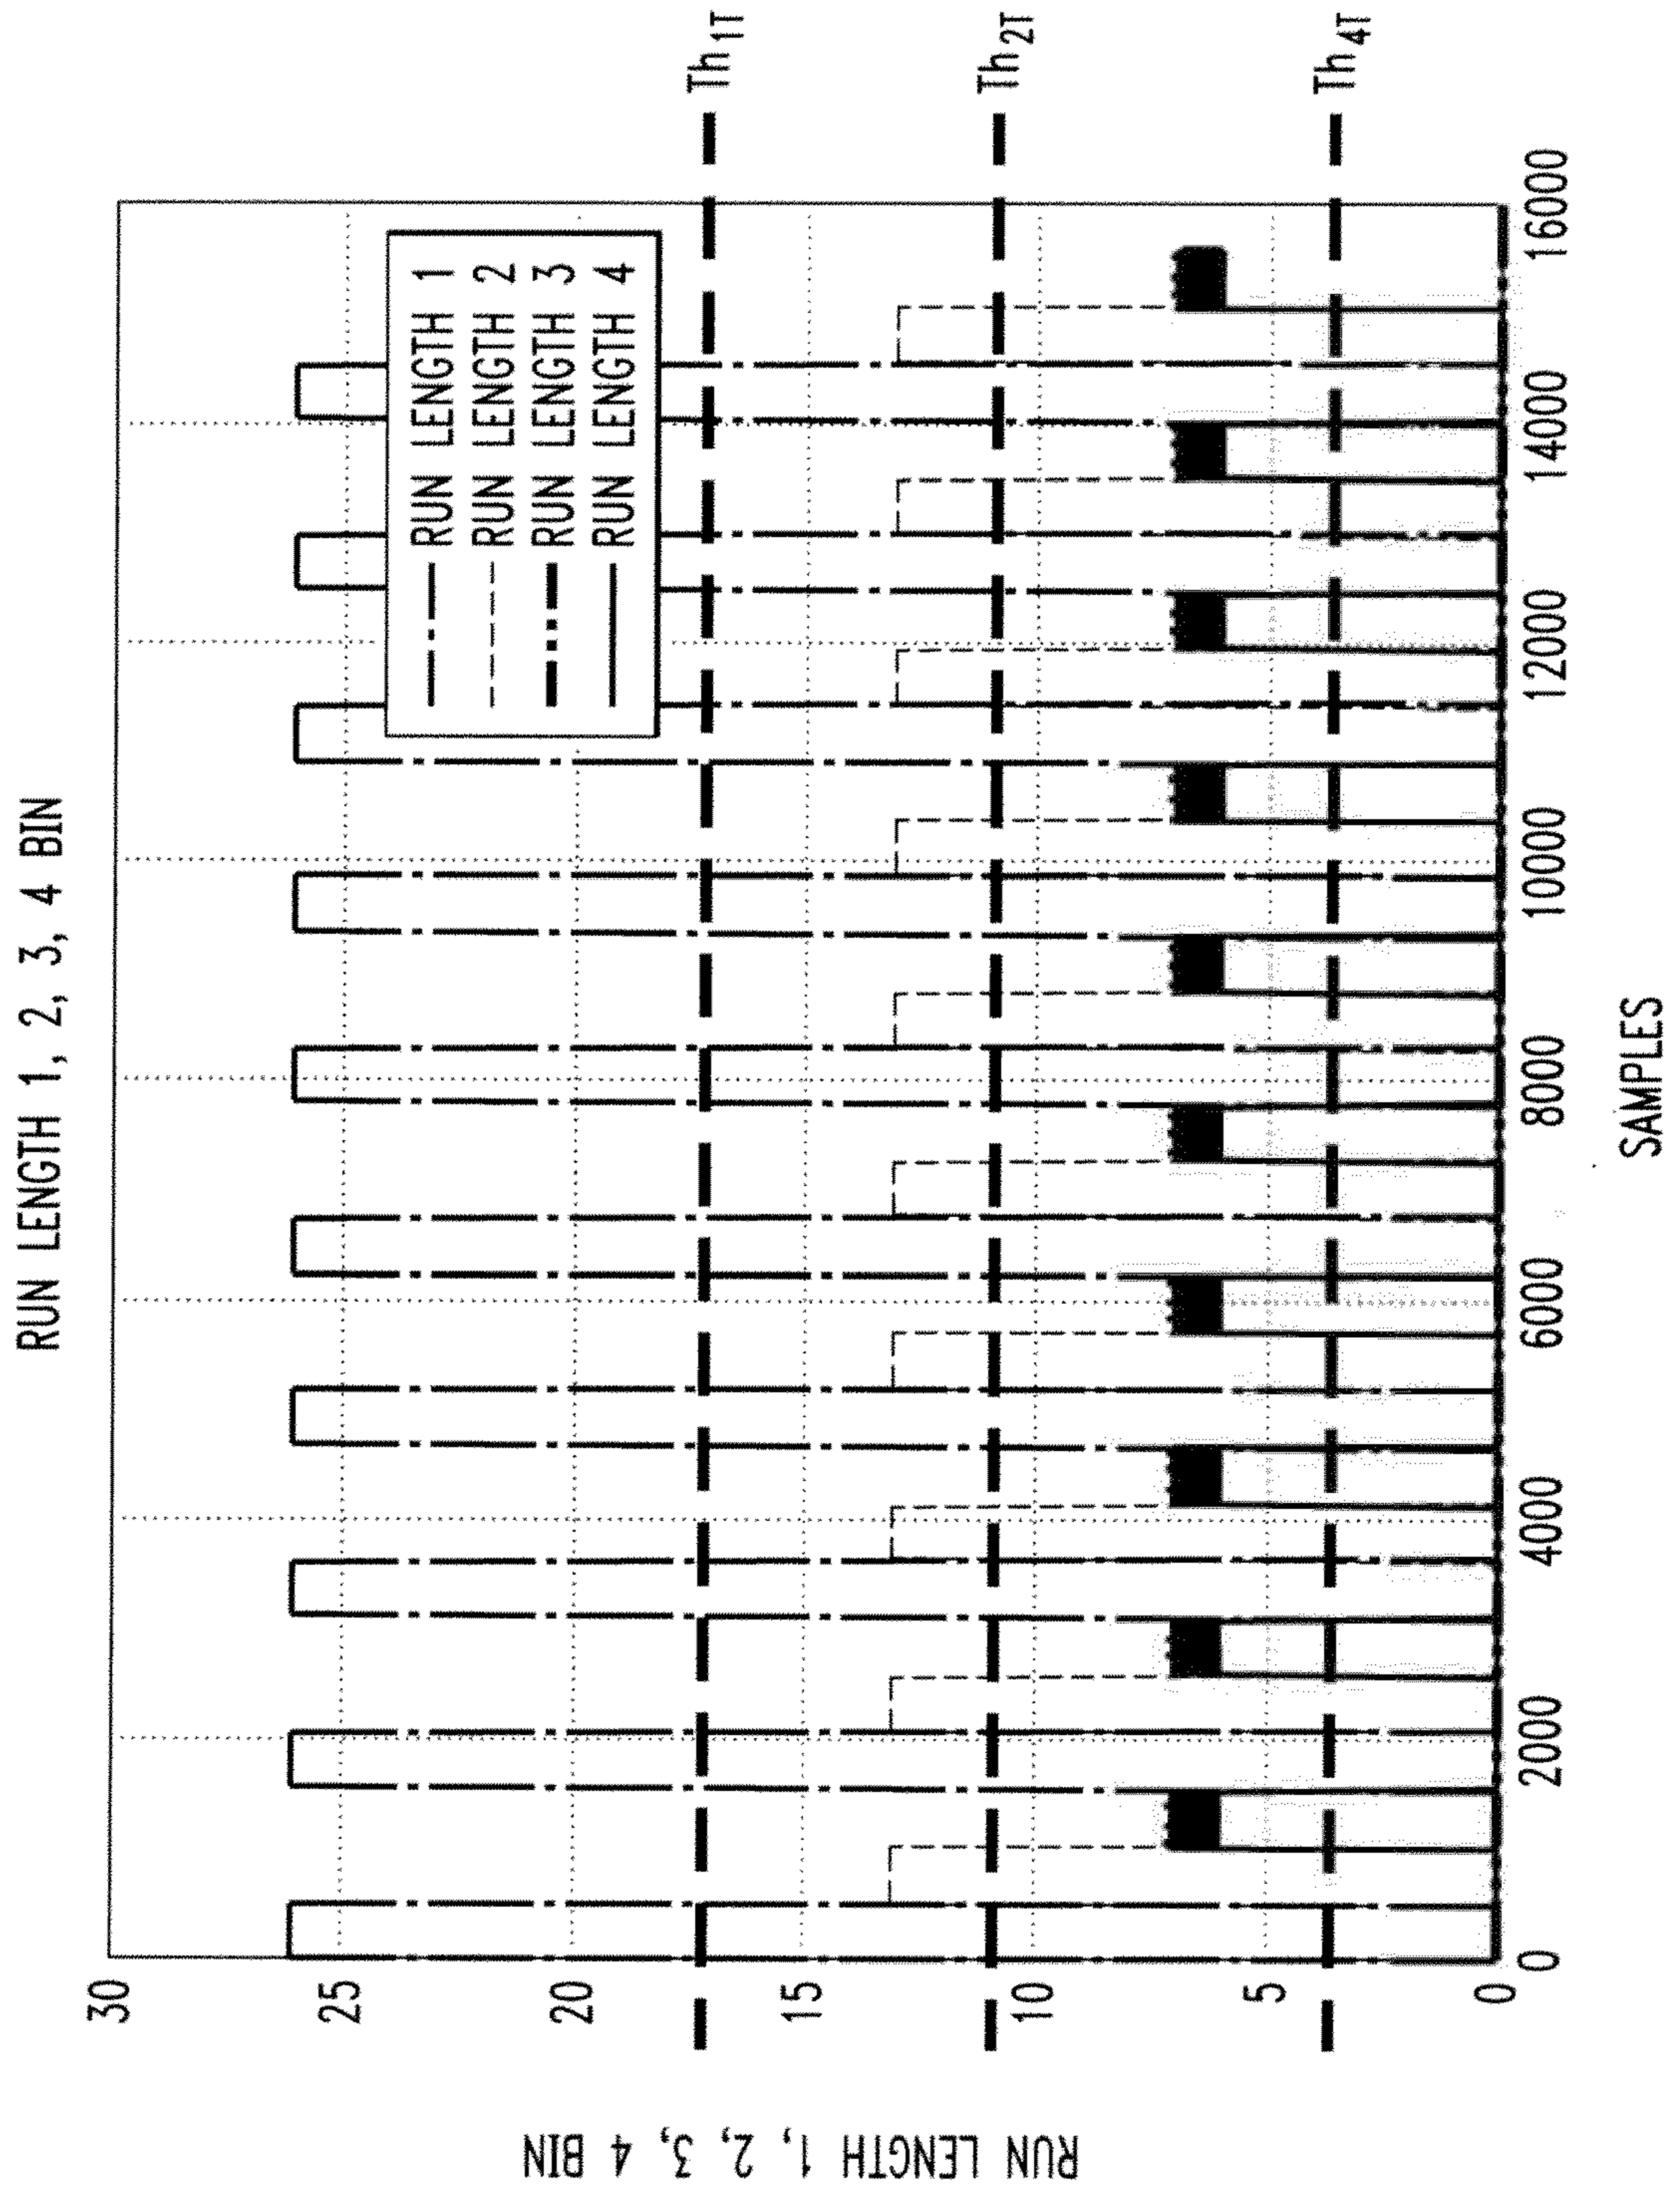 RUN LENGTH 1, 2, 3, 4 BIN
RUN LENGTH 1, 2, 3, 4 BIN
30
25
20
15
10
5
0
RUN LENGTH 1
RUN LENGTH 2
RUN LENGTH 3
RUN LENGTH 4
Th1T
Th2T
Th4T
0
2000
4000
6000
8000
10000
12000
14000
16000
SAMPLES